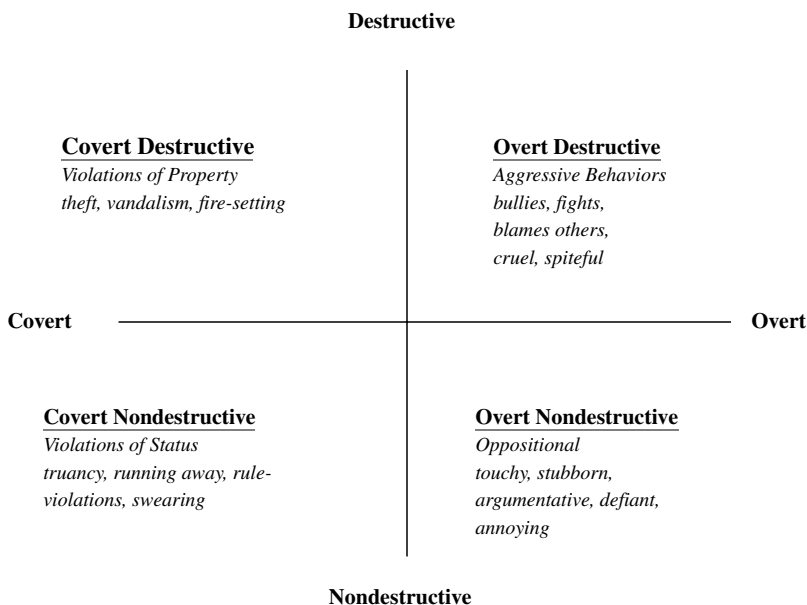 Destructive
Covert Destructive
Violations of Property
theft, vandalism, fire-setting
Overt Destructive
Aggressive Behaviors
bullies, fights,
blames others,
cruel, spiteful
Covert
Overt
Covert Nondestructive
Violations of Status
truancy, running away, rule-
violations, swearing
Overt Nondestructive
Oppositional
touchy, stubborn,
argumentative, defiant,
annoying
Nondestructive